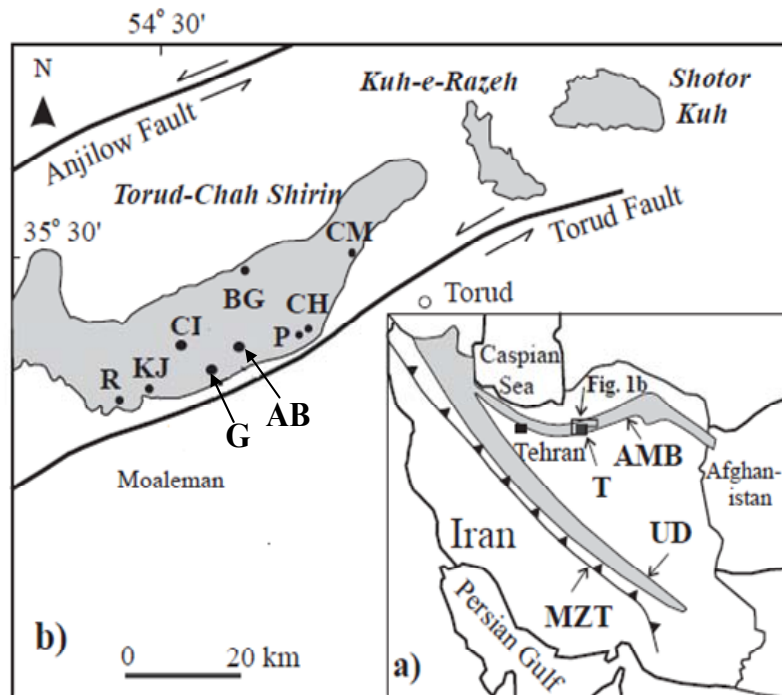 54° 30'
N
Anjilow Fault
Kuh-e-Razeh
Shotor
Kuh
Torud-Chah Shirin
35° 30'
CM
Torud Fault
BG
Torud
CH
P
CI
KJ
R
G
AB
Moaleman
b)
0 20 km
Caspian
Sea
Fig. 1b
Tehran
T
AMB
Afghan-
istan
Iran
UD
MZT
Persian Gulf
a)